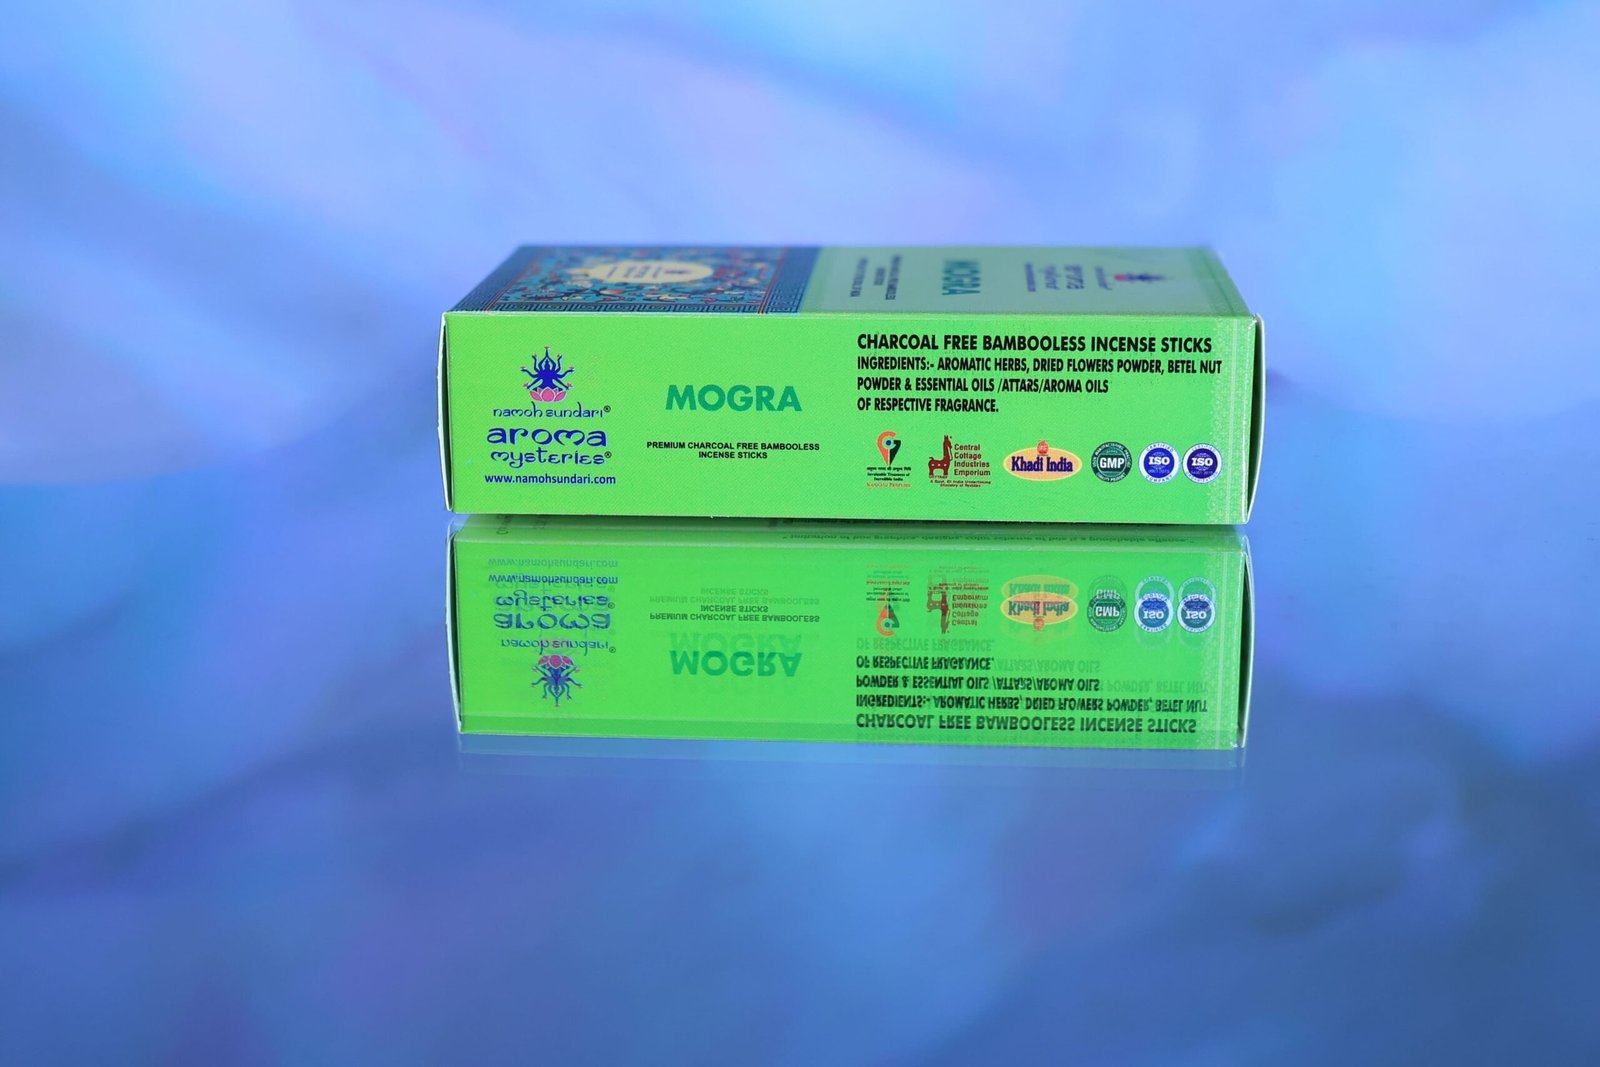 namoh sundari®
aroma
mysteries®
www.namohsundari.com
MOGRA
PREMIUM CHARCOAL FREE BAMBOOLESS
INCENSE STICKS
CHARCOAL FREE BAMBOOLESS INCENSE STICKS
INGREDIENTS:- AROMATIC HERBS, DRIED FLOWERS POWDER, BETEL NUT
POWDER & ESSENTIAL OILS /ATTARS/AROMA OILS
OF RESPECTIVE FRAGRANCE.
Incredible India
Central
Cottage
Industries
Emporium
Khadi India
GMP
ISO
ISO
MOGRA